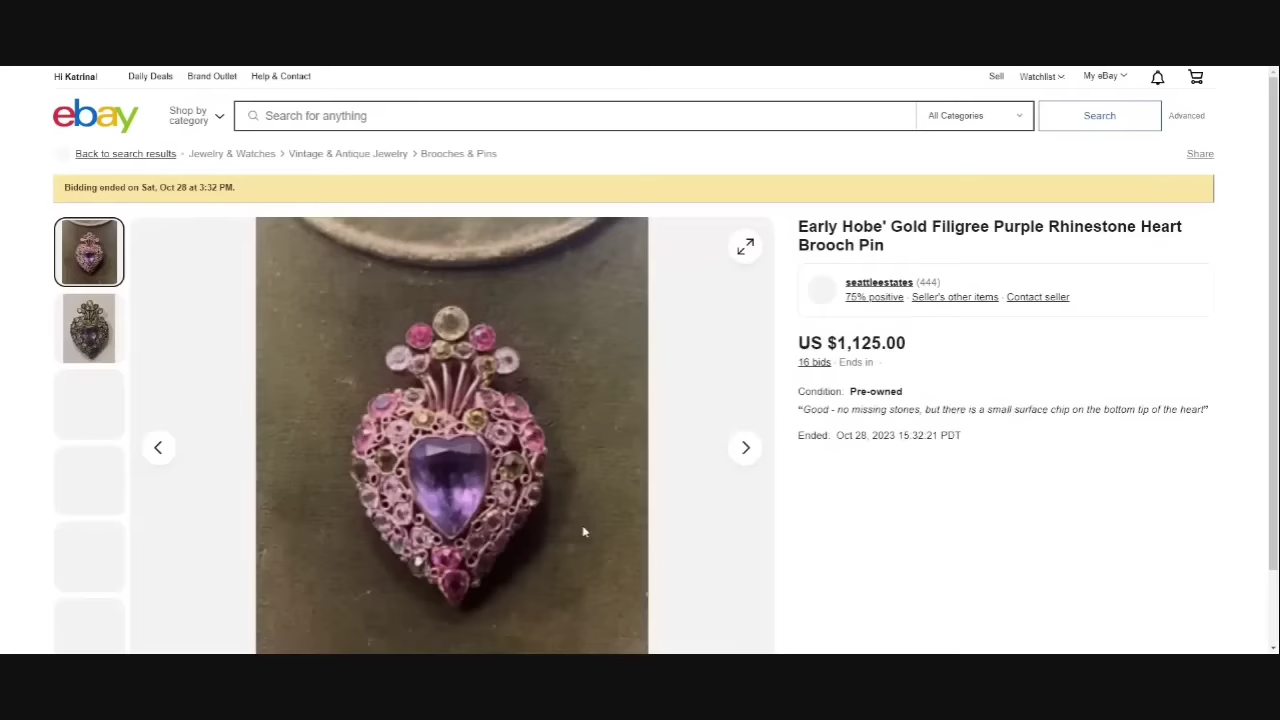 Hi Katrina!
Daily Deals
Brand Outlet
Help & Contact
Sell
Watchlist
My eBay
ebay
Shop by
category
Search for anything
All Categories
Search
Advanced
Back to search results
Jewelry & Watches > Vintage & Antique Jewelry > Brooches & Pins
Share
Bidding ended on Sat, Oct 28 at 3:32 PM.
Early Hobe' Gold Filigree Purple Rhinestone Heart
Brooch Pin
seattleestates (444)
75% positive · Seller's other items · Contact seller
US $1,125.00
16 bids · Ends in ·
Condition: Pre-owned
“Good - no missing stones, but there is a small surface chip on the bottom tip of the heart”
Ended: Oct 28, 2023 15:32:21 PDT